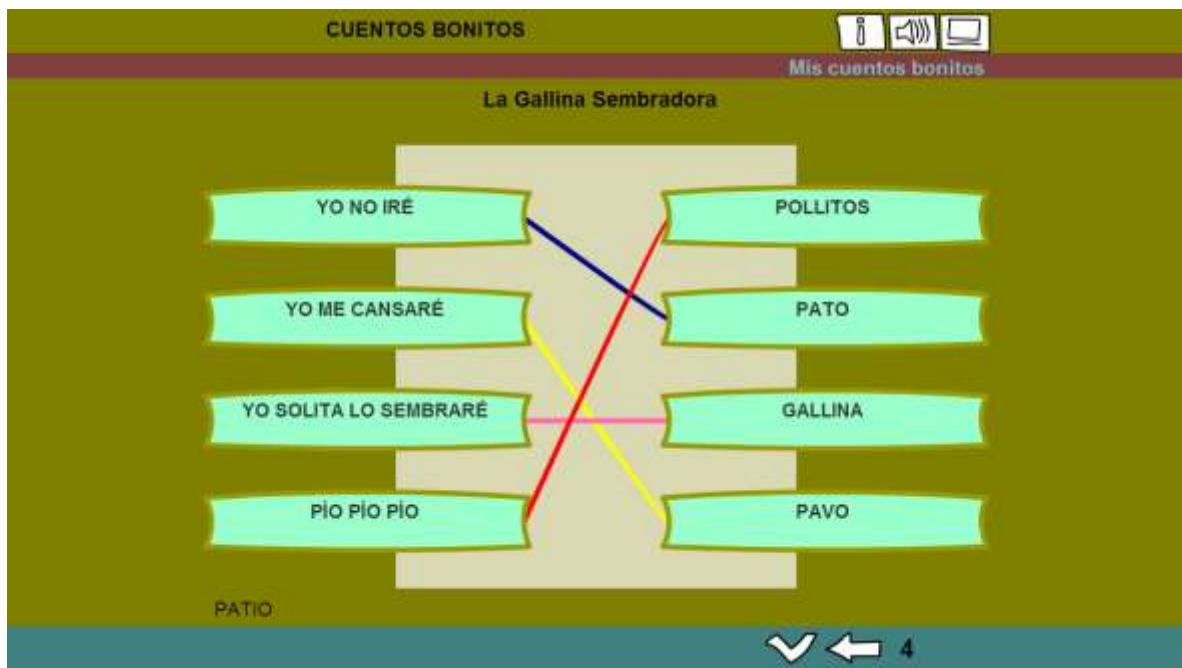 CUENTOS BONITOS
Mis cuentos bonitos
La Gallina Sembradora
YO NO IRÉ
POLLITOS
YO ME CANSARÉ
PATO
YO SOLITA LO SEMBRARÉ
GALLINA
PÍO PÍO PÍO
PAVO
PATIO
4